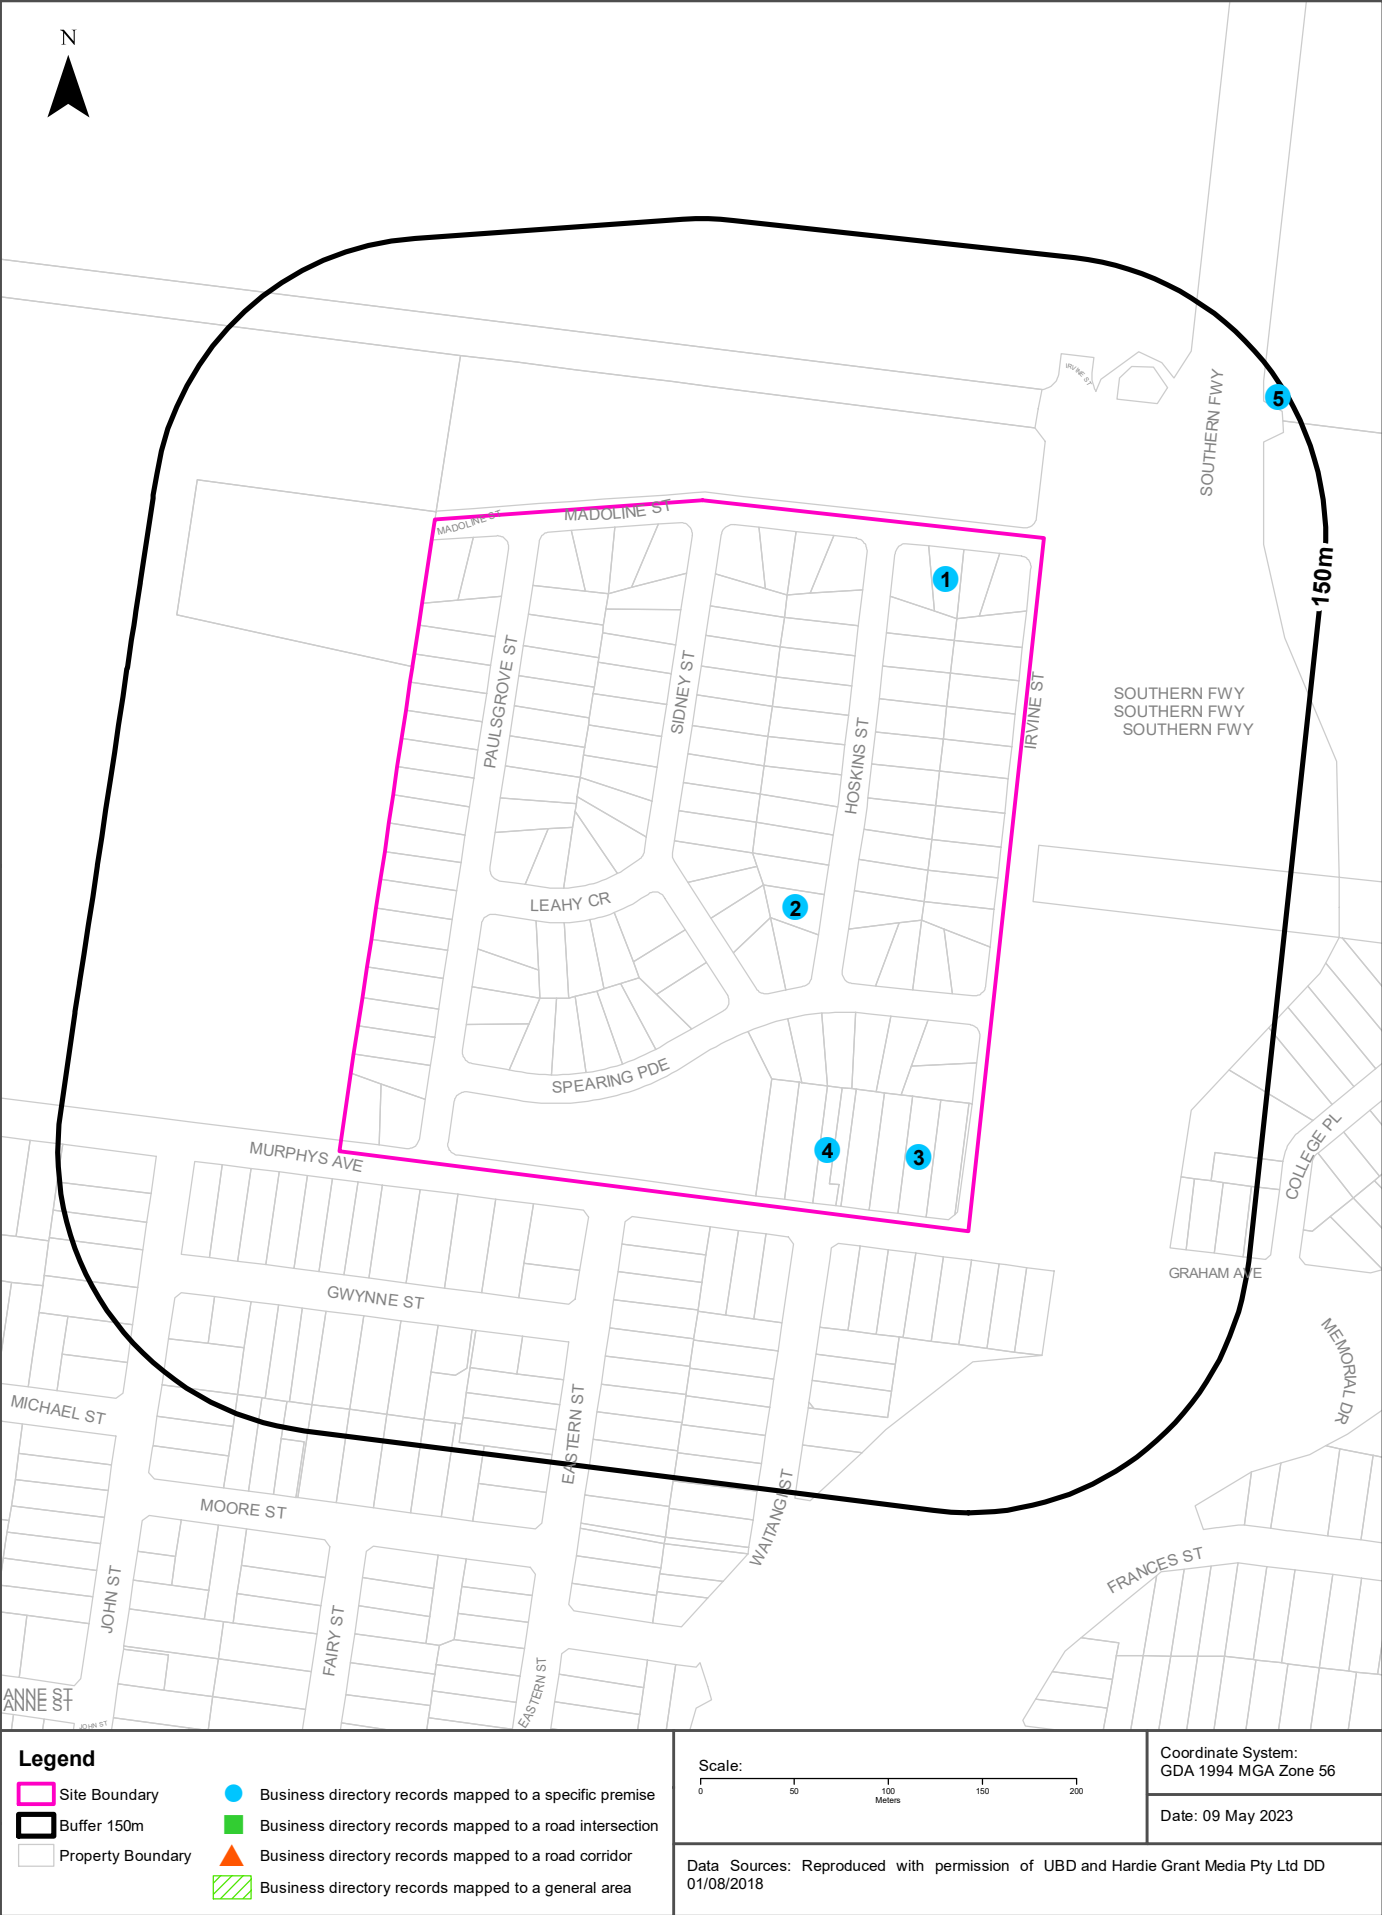 N
IRVINE ST
SOUTHERN FWY
5
MADOLINE ST
MADOLINE ST
150m
1
PAULSGROVE ST
SIDNEY ST
HOSKINS ST
IRVINE ST
SOUTHERN FWY
SOUTHERN FWY
SOUTHERN FWY
LEAHY CR
2
SPEARING PDE
MURPHYS AVE
4
3
COLLEGE PL
GRAHAM AVE
GWYNNE ST
MEMORIAL DR
MICHAEL ST
EASTERN ST
MOORE ST
WAITANGI ST
FRANCES ST
JOHN ST
FAIRY ST
EASTERN ST
ANNE ST
ANNE ST
JOHN ST
Legend
Site Boundary
Buffer 150m
Property Boundary
Business directory records mapped to a specific premise
Business directory records mapped to a road intersection
Business directory records mapped to a road corridor
Business directory records mapped to a general area
Scale:
0 50 100 150 200
Meters
Coordinate System:
GDA 1994 MGA Zone 56
Date: 09 May 2023
Data Sources: Reproduced with permission of UBD and Hardie Grant Media Pty Ltd DD
01/08/2018